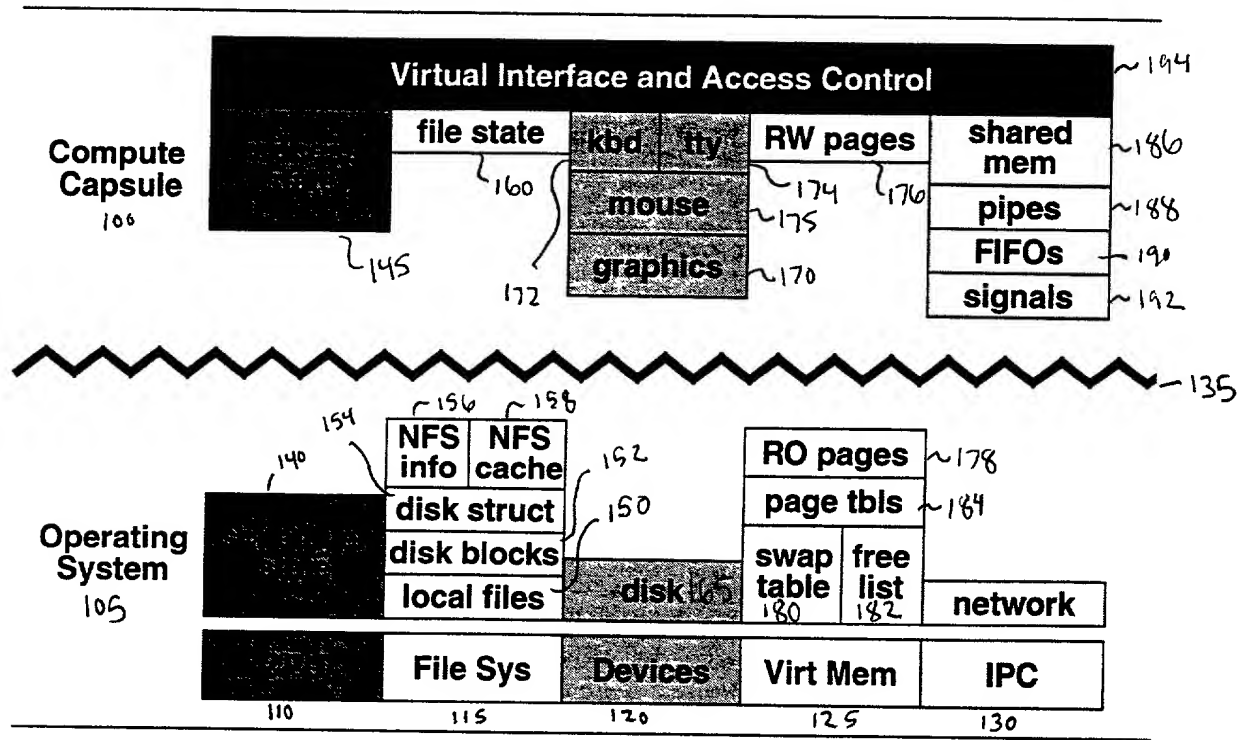 Virtual Interface and Access Control
194
Compute
Capsule
100
145
file state
160
kbd
tty
172
174
mouse
175
graphics
170
RW pages
176
shared
mem
186
pipes
188
FIFOs
190
signals
192
135
Operating
System
105
140
154
156
158
NFS
info
NFS
cache
disk struct
152
disk blocks
150
local files
disk 165
RO pages
178
page tbls
184
swap
table
180
free
list
182
network
File Sys
Devices
Virt Mem
IPC
110
115
120
125
130